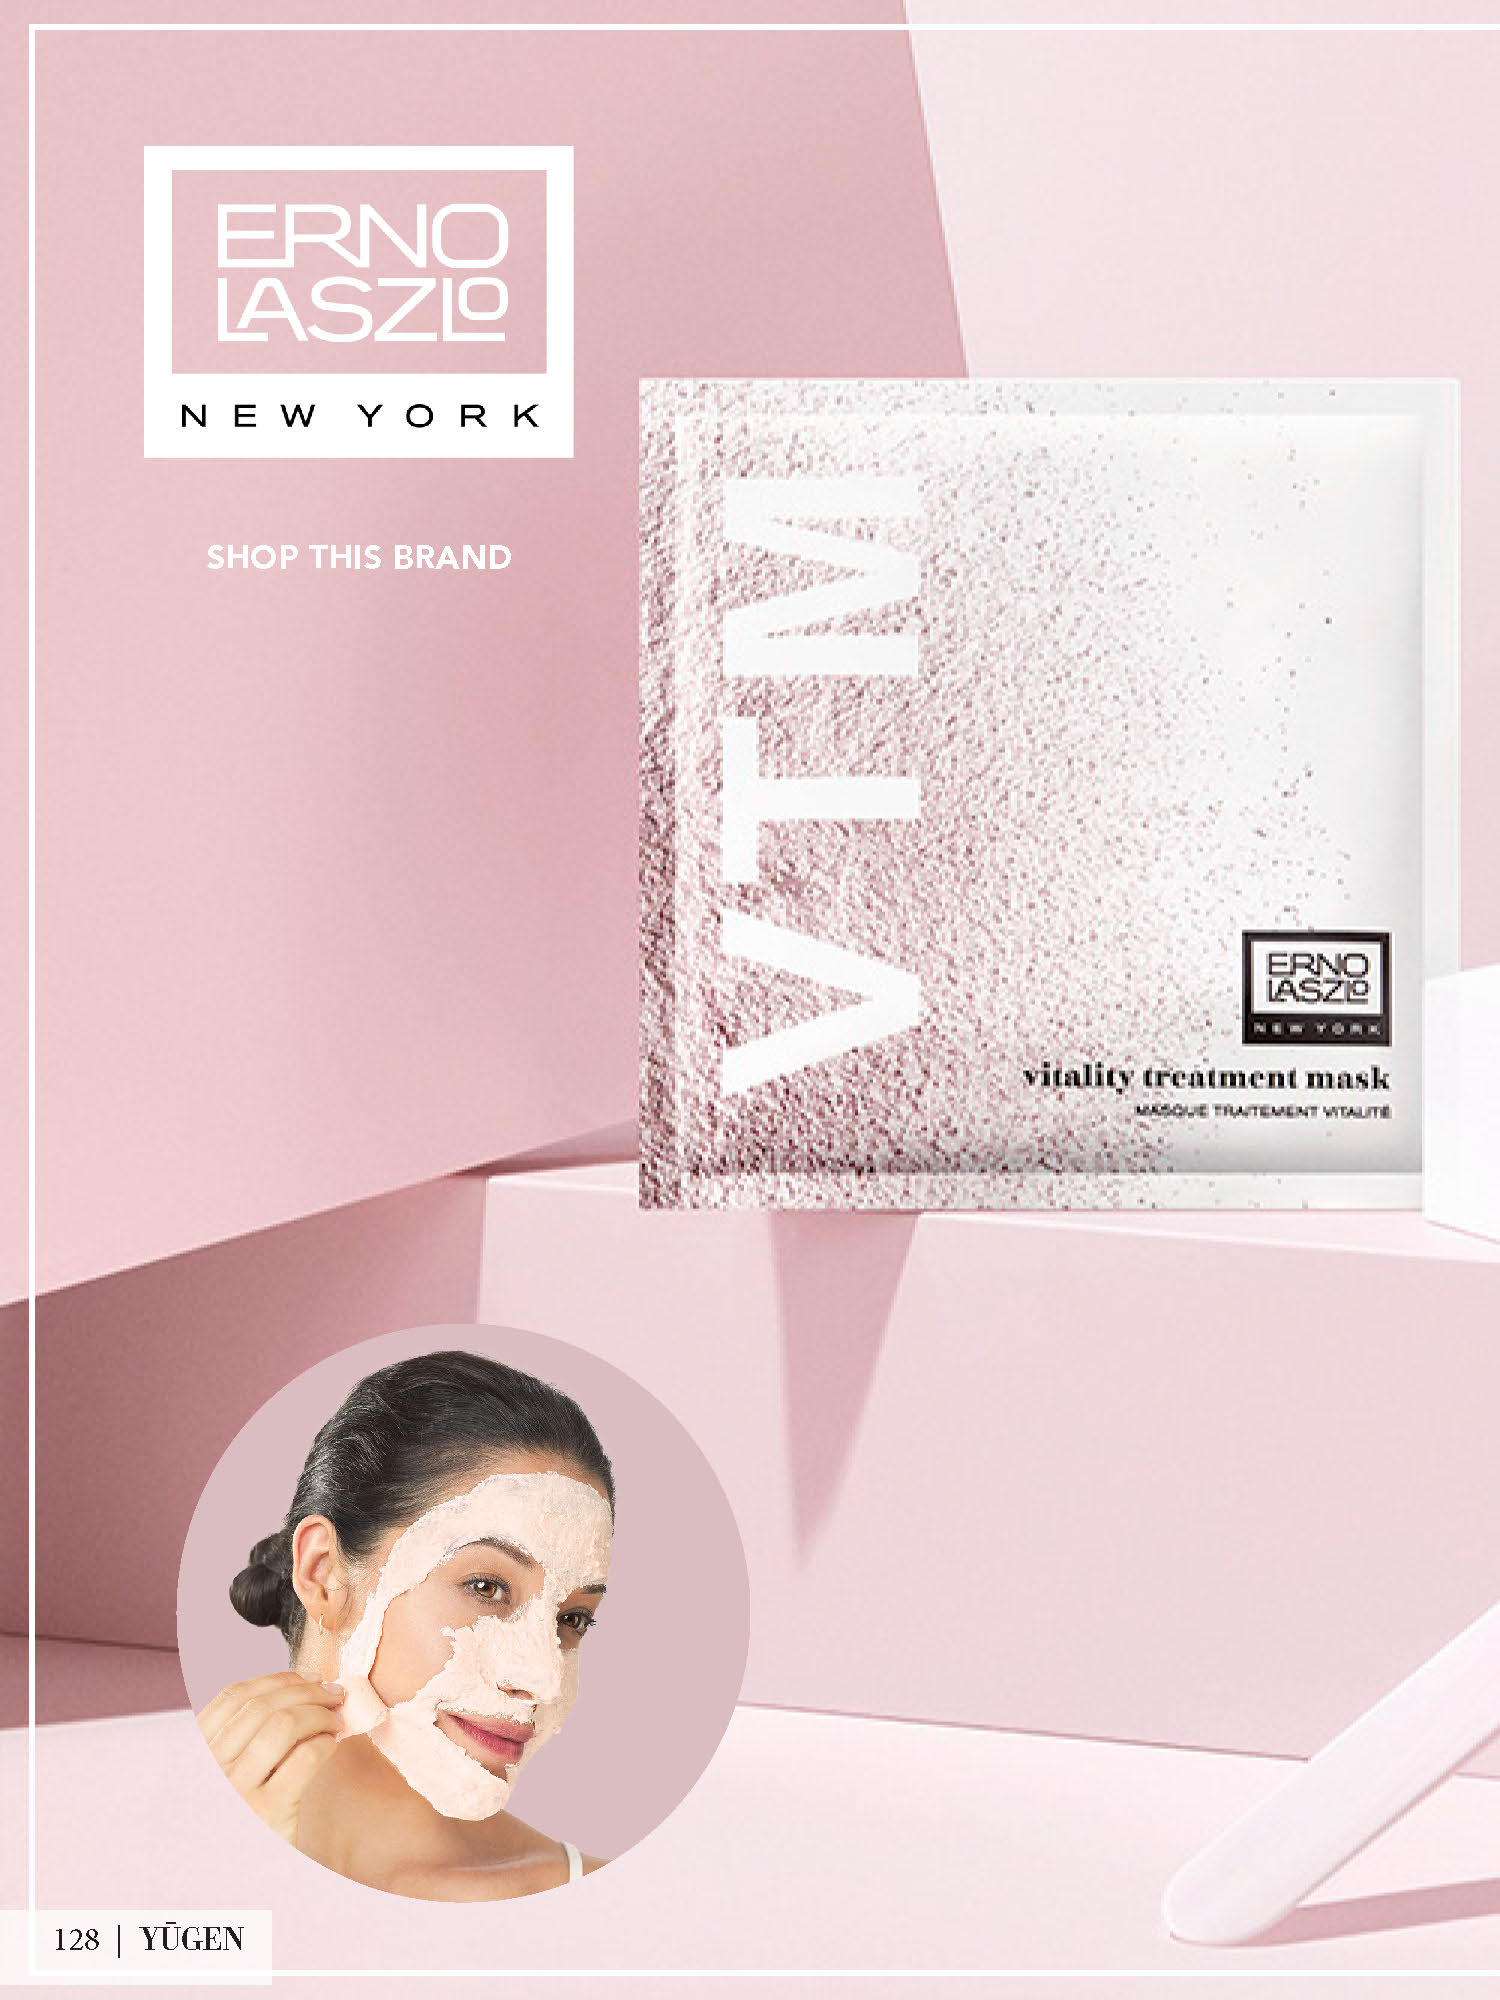 ERNO
LASZLO
NEW YORK
SHOP THIS BRAND
VTM
ERNO
LASZLO
NEW YORK
vitality treatment mask
MASQUE TRAITEMENT VITALITÉ
128 | YŪGEN